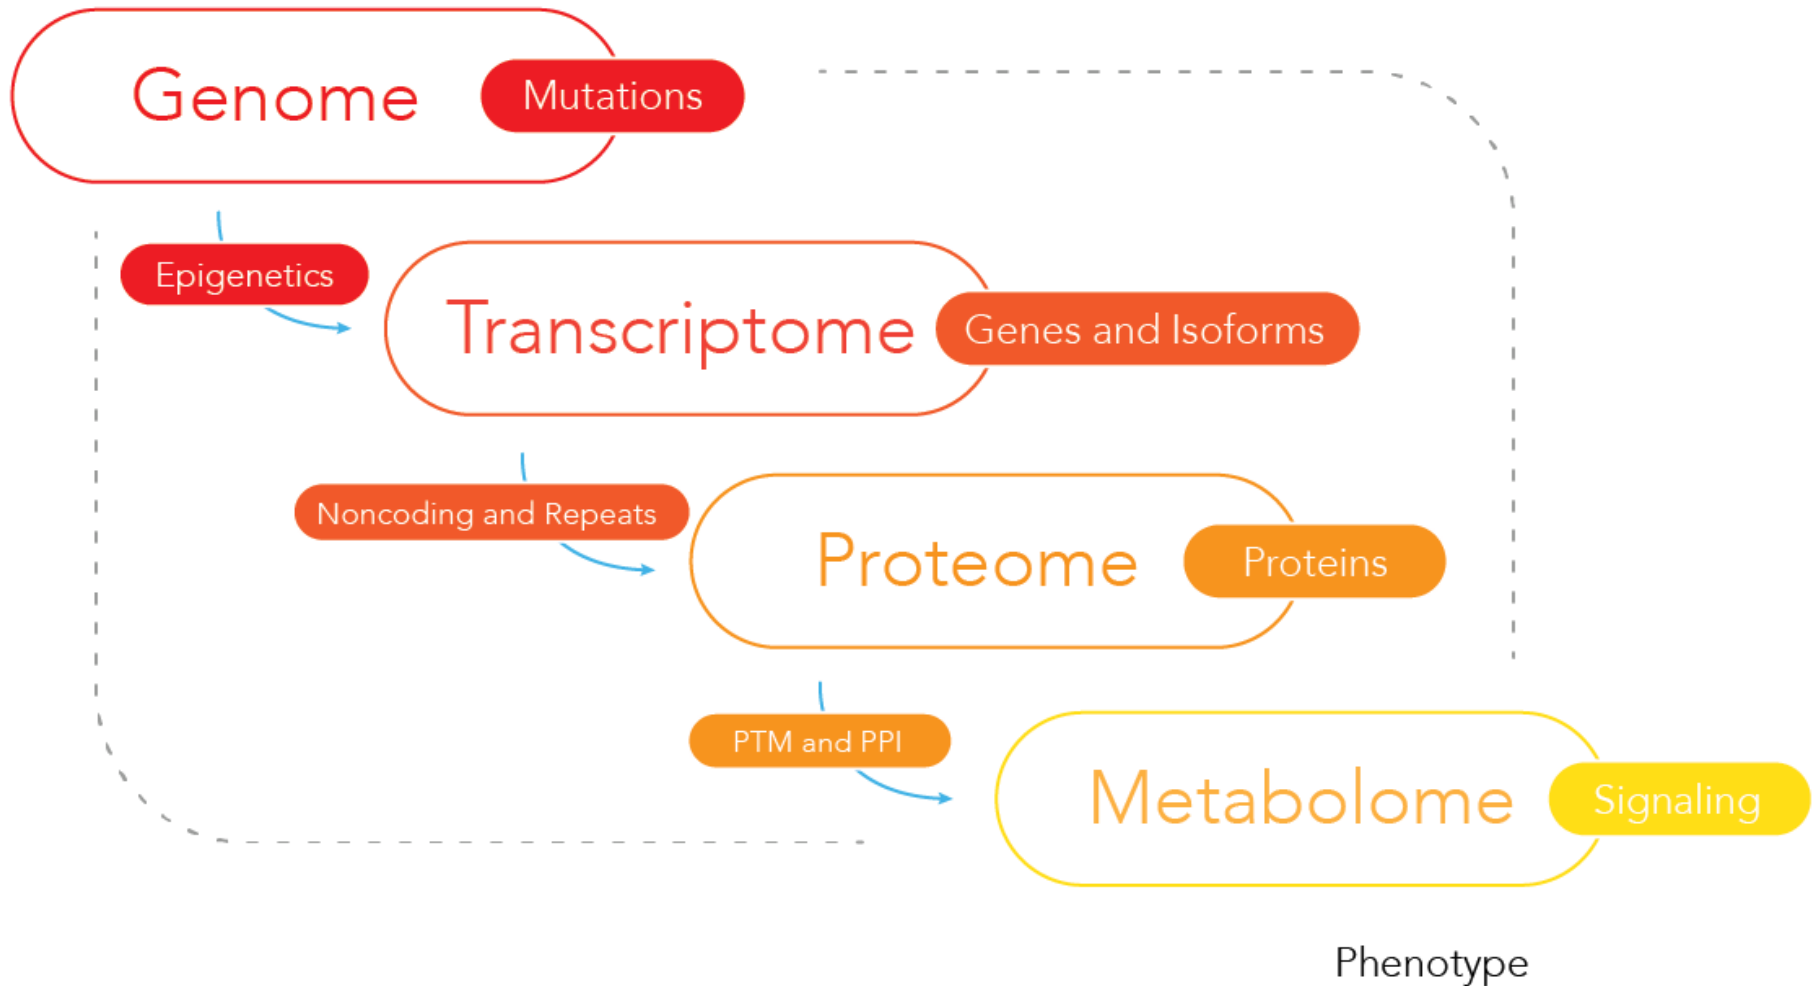 Genome
Mutations
Epigenetics
Transcriptome
Genes and Isoforms
Noncoding and Repeats
Proteome
Proteins
PTM and PPI
Metabolome
Signaling
Phenotype